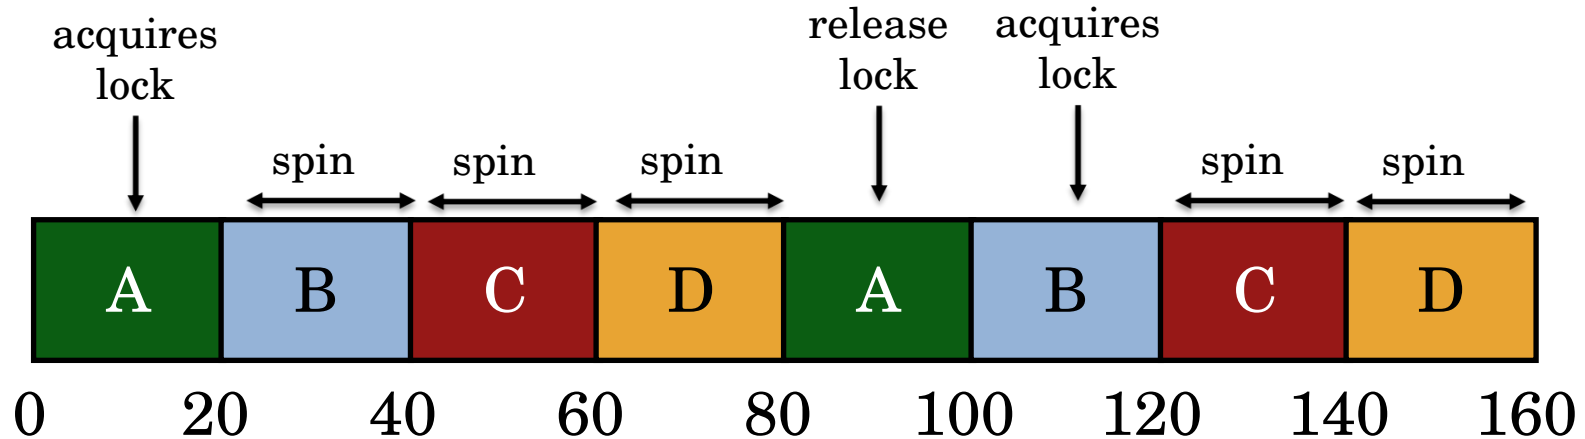 acquires
lock
release
lock
acquires
lock
spin
spin
spin
spin
spin
A
B
C
D
A
B
C
D
0
20
40
60
80
100
120
140
160